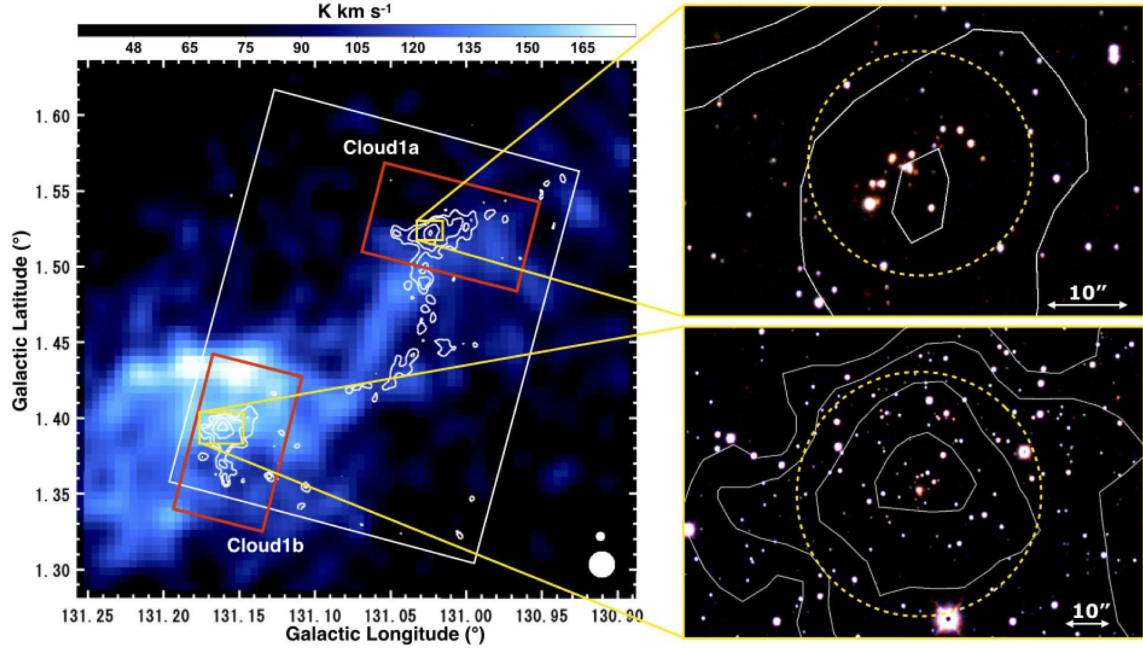 K km s⁻¹
48 65 75 90 105 120 135 150 165
Galactic Latitude (°)
1.60
1.55
1.50
1.45
1.40
1.35
1.30
Cloud1a
Cloud1b
131.25 131.20 131.15 131.10 131.05 131.00 130.95 130.90
Galactic Longitude (°)
10″
10″